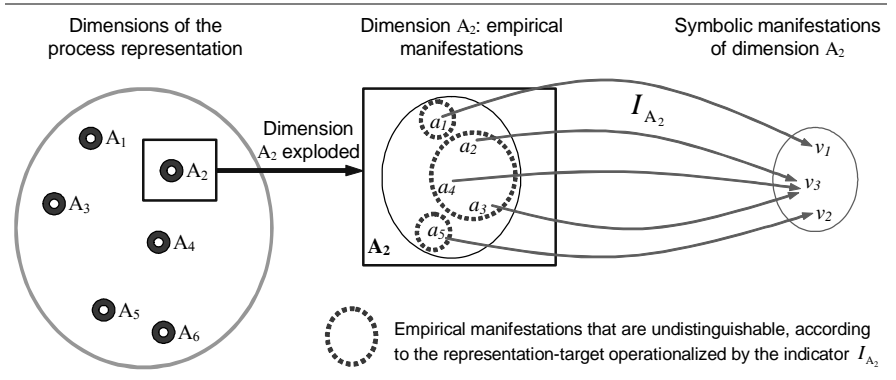 Dimensions of the
process representation
Dimension A2: empirical
manifestations
Symbolic manifestations
of dimension A2
A1
A2
A3
A4
A5
A6
Dimension
A2 exploded
a1
a2
a4
a3
a5
A2
IA2
v1
v3
v2
Empirical manifestations that are undistinguishable, according
to the representation-target operationalized by the indicator IA2